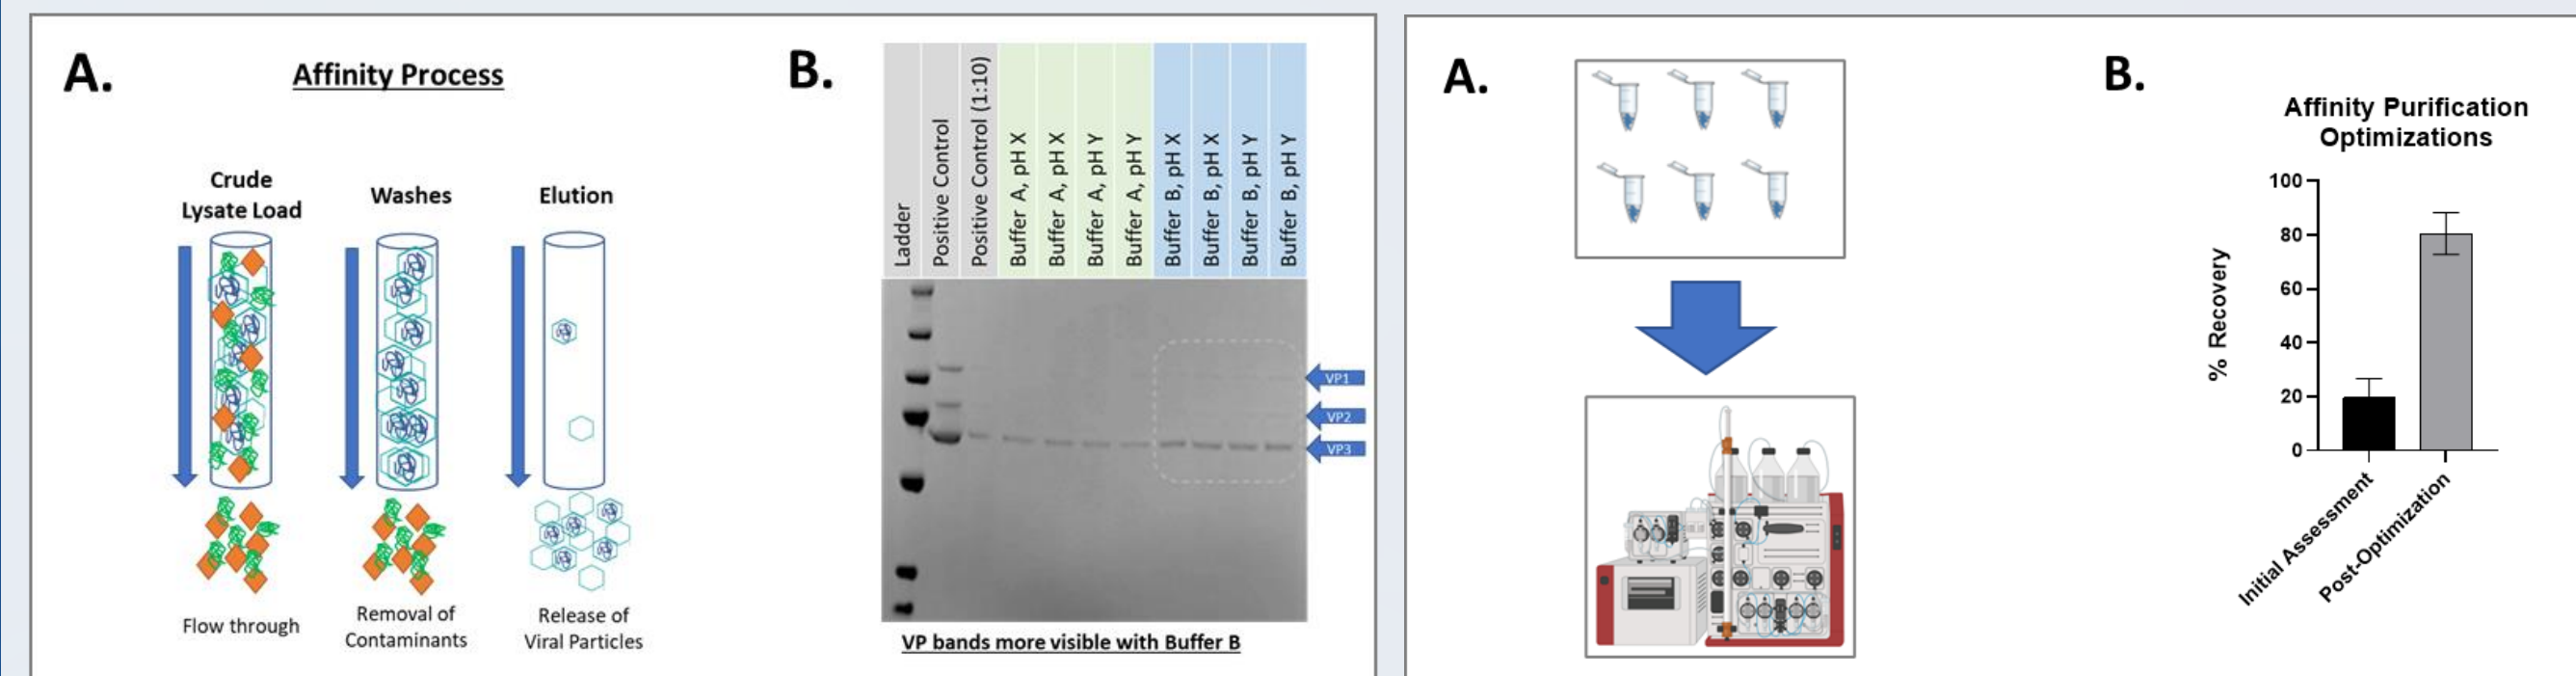 A.
Affinity Process
Crude
Lysate Load
Washes
Elution
Flow through
Removal of
Contaminants
Release of
Viral Particles
B.
Ladder
Positive Control
Positive Control (1:10)
Buffer A, pH X
Buffer A, pH X
Buffer A, pH Y
Buffer A, pH Y
Buffer B, pH X
Buffer B, pH X
Buffer B, pH Y
Buffer B, pH Y
VP1
VP2
VP3
VP bands more visible with Buffer B
A.
B.
Affinity Purification
Optimizations
% Recovery
100
80
60
40
20
0
Initial Assessment
Post-Optimization